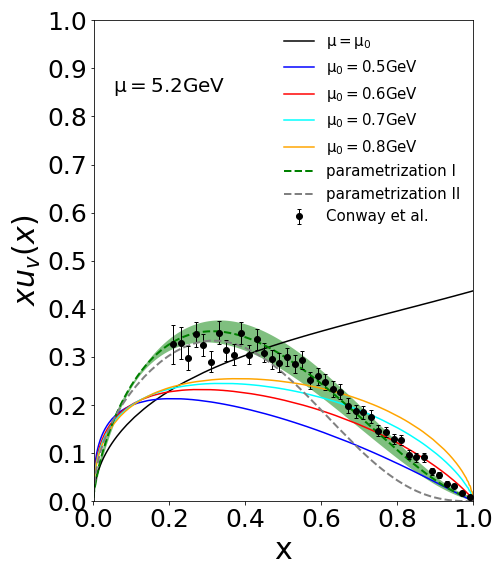 1.0
0.9
0.8
0.7
0.6
0.5
0.4
0.3
0.2
0.1
0.0
xu_v(x)
μ = 5.2GeV
μ = μ₀
μ₀ = 0.5GeV
μ₀ = 0.6GeV
μ₀ = 0.7GeV
μ₀ = 0.8GeV
parametrization I
parametrization II
Conway et al.
0.0 0.2 0.4 0.6 0.8 1.0
x